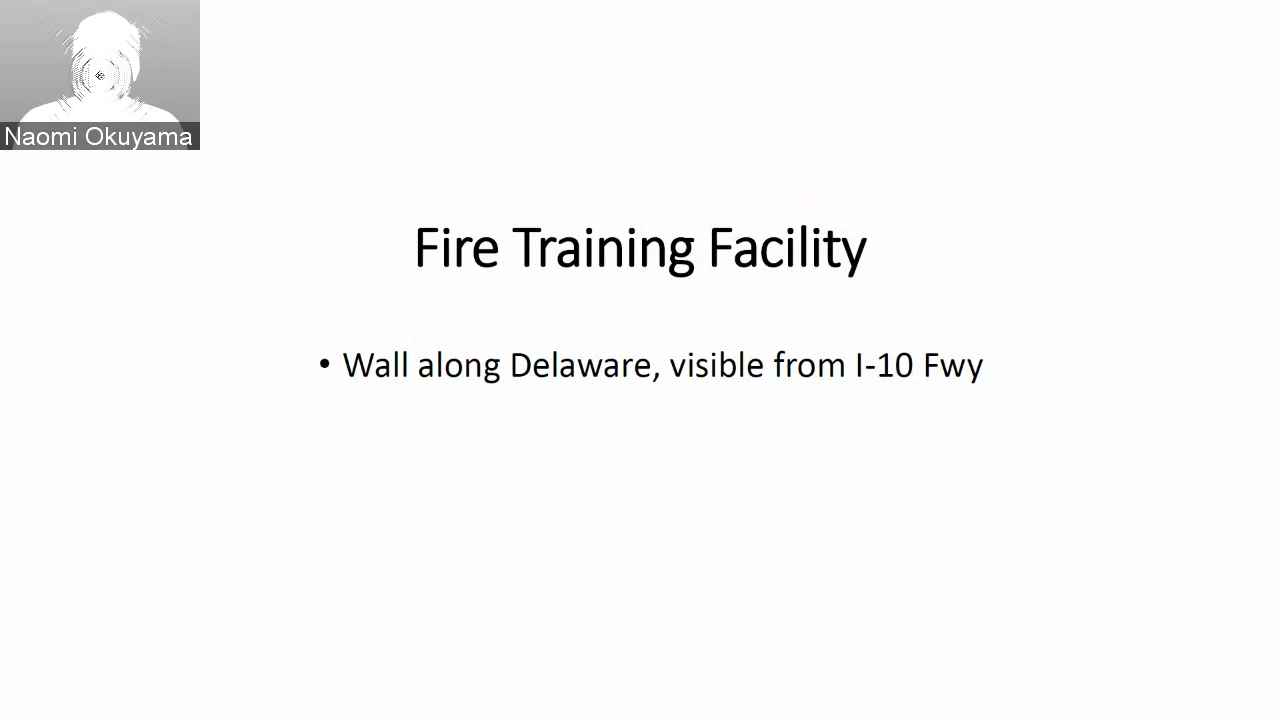 Naomi Okuyama
Fire Training Facility
• Wall along Delaware, visible from I-10 Fwy